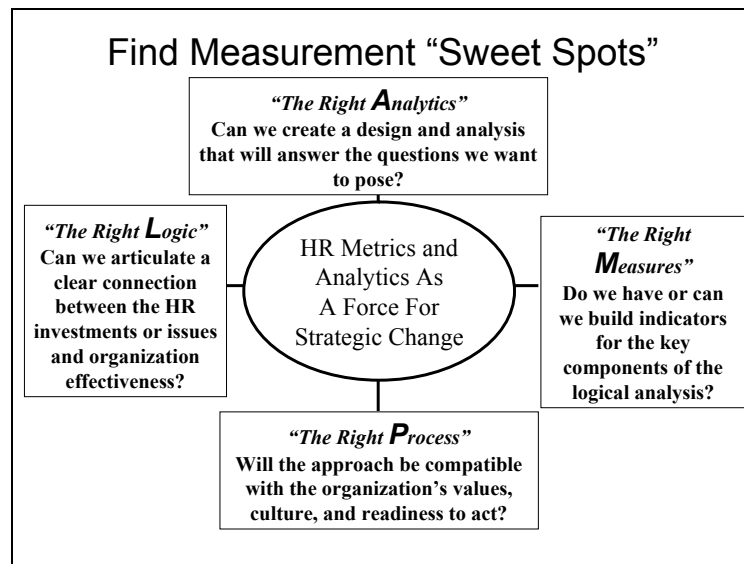 Find Measurement “Sweet Spots”
“The Right Analytics”
Can we create a design and analysis
that will answer the questions we want
to pose?
“The Right Logic”
Can we articulate a
clear connection
between the HR
investments or issues
and organization
effectiveness?
HR Metrics and
Analytics As
A Force For
Strategic Change
“The Right
Measures”
Do we have or can
we build indicators
for the key
components of the
logical analysis?
“The Right Process”
Will the approach be compatible
with the organization’s values,
culture, and readiness to act?